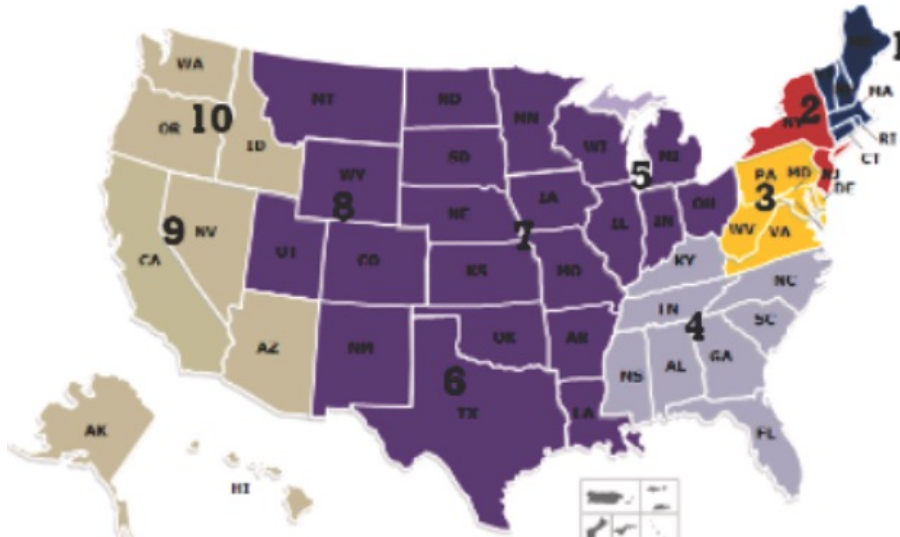 1
WA
MT
ND
MN
MA
10
OR
ID
2
NY
RI
CT
SD
WI
MI
5
WY
8
PA
MD
NJ
DE
3
NE
IA
IL
IN
OH
WV
VA
9
NV
7
CA
UT
CO
KS
MO
KY
NC
TN
4
SC
AZ
NM
OK
AR
MS
AL
GA
6
TX
LA
AK
FL
HI